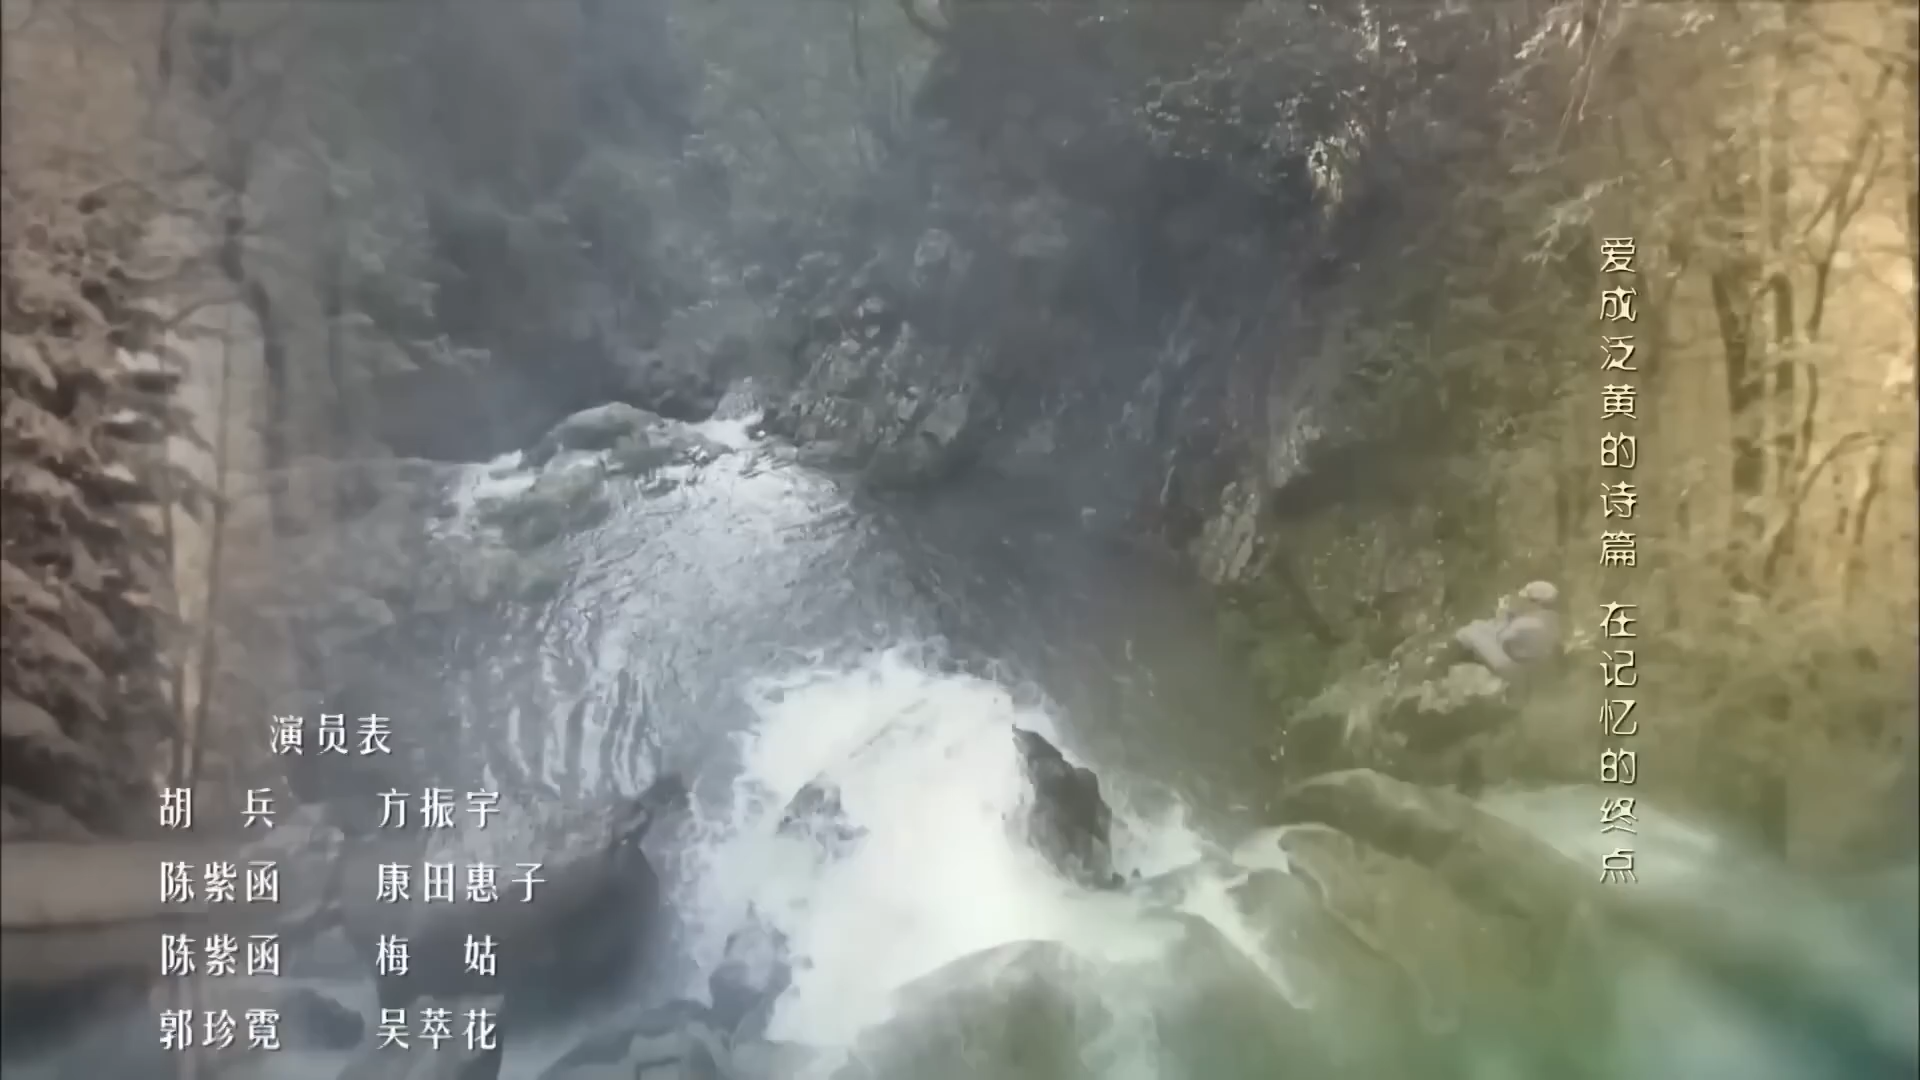 爱成泛黄的诗篇 在记忆的终点
演员表
胡 兵 方振宇
陈紫函 康田惠子
陈紫函 梅 姑
郭珍霓 吴萃花